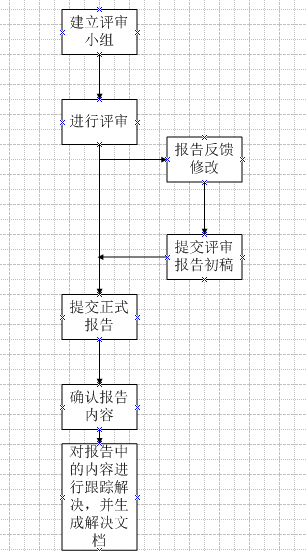 建立评审
小组
进行评审
报告反馈
修改
提交评审
报告初稿
提交正式
报告
确认报告
内容
对报告中
的内容进
行跟踪解
决，并生
成解决文
档